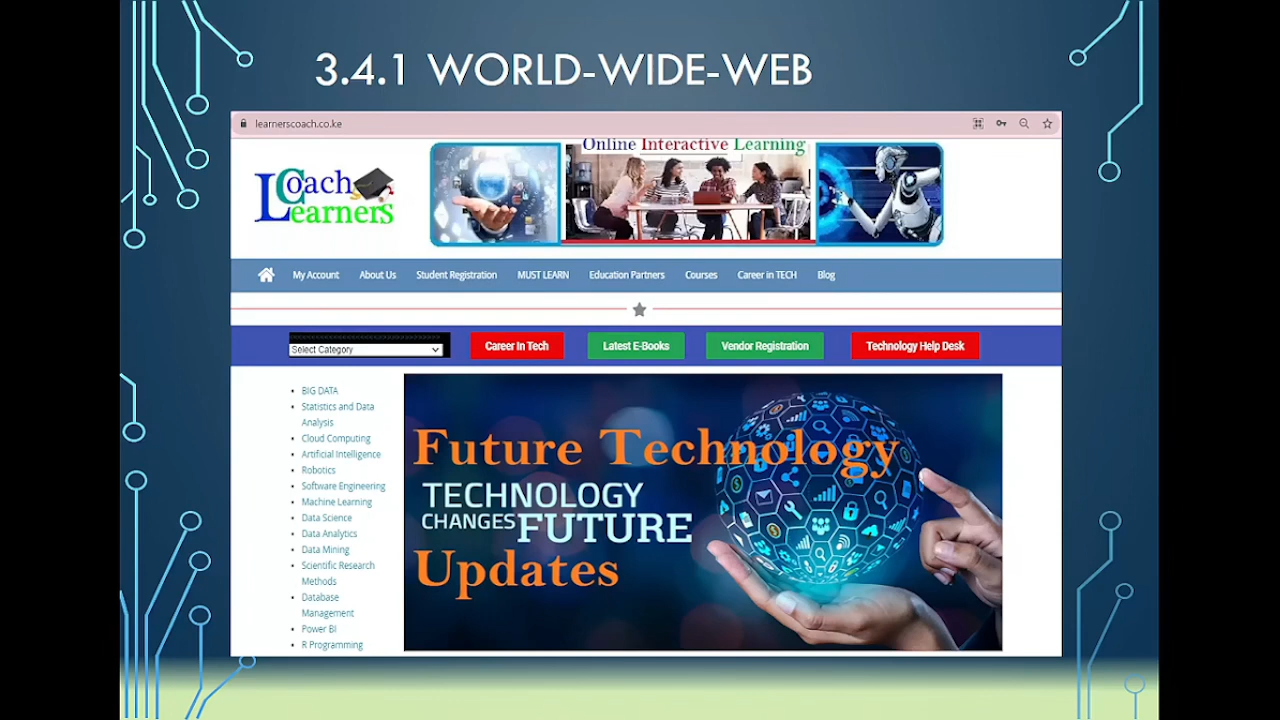 3.4.1 WORLD-WIDE-WEB
learnerscoach.co.ke
Online Interactive Learning
Coach
Learners
My Account About Us Student Registration MUST LEARN Education Partners Courses Career in TECH Blog
Select Category Career In Tech Latest E-Books Vendor Registration Technology Help Desk
BIG DATA
Statistics and Data
Analysis
Cloud Computing
Artificial Intelligence
Robotics
Software Engineering
Machine Learning
Data Science
Data Analytics
Data Mining
Scientific Research
Methods
Database
Management
Power BI
R Programming
Future Technology
TECHNOLOGY
CHANGES FUTURE
Updates